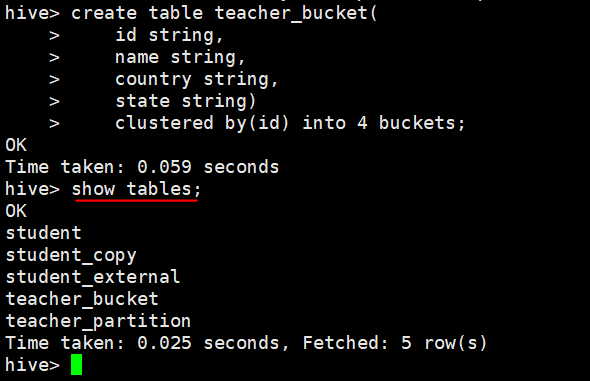 hive> create table teacher_bucket(
    >     id string,
    >     name string,
    >     country string,
    >     state string)
    >     clustered by(id) into 4 buckets;
OK
Time taken: 0.059 seconds
hive> show tables;
OK
student
student_copy
student_external
teacher_bucket
teacher_partition
Time taken: 0.025 seconds, Fetched: 5 row(s)
hive>